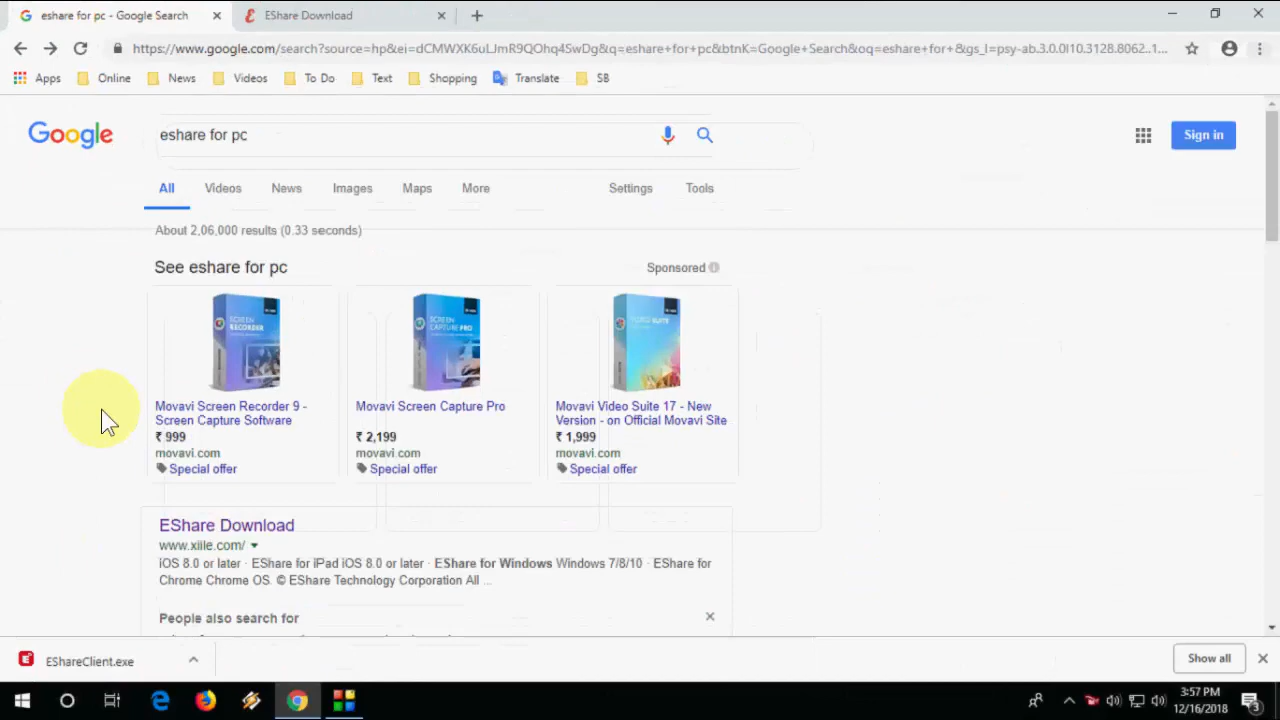 eshare for pc - Google Search
EShare Download
https://www.google.com/search?source=hp&ei=dCMWXK6uLJmR9QOhq4SwDg&q=eshare+for+pc&btnK=Google+Search&oq=eshare+for+&gs_l=psy-ab.3.0.0l10.3128.8062..1...
Apps
Online
News
Videos
To Do
Text
Shopping
Translate
SB
Google
eshare for pc
Sign in
All
Videos
News
Images
Maps
More
Settings
Tools
About 2,06,000 results (0.33 seconds)
See eshare for pc
Sponsored
SCREEN RECORDER
SCREEN CAPTURE PRO
VIDEO SUITE
Movavi Screen Recorder 9 -
Screen Capture Software
₹ 999
movavi.com
Special offer
Movavi Screen Capture Pro
₹ 2,199
movavi.com
Special offer
Movavi Video Suite 17 - New
Version - on Official Movavi Site
₹ 1,999
movavi.com
Special offer
EShare Download
www.xiile.com/
iOS 8.0 or later · EShare for IPad iOS 8.0 or later · EShare for Windows Windows 7/8/10 · EShare for
Chrome Chrome OS. © EShare Technology Corporation All ...
People also search for
EShareClient.exe
Show all
3:57 PM
12/16/2018
3